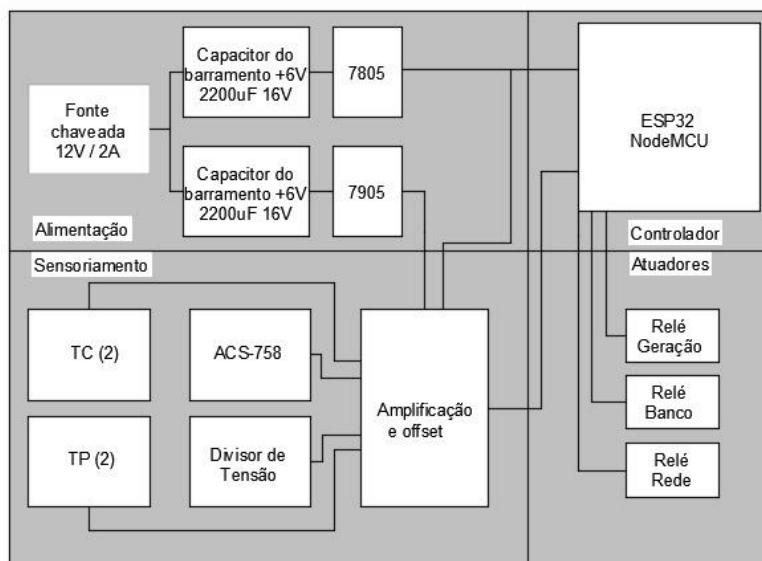 Fonte
chaveada
12V / 2A
Capacitor do
barramento +6V
2200uF 16V
7805
Capacitor do
barramento +6V
2200uF 16V
7905
Alimentação
ESP32
NodeMCU
Controlador
Sensoriamento
TC (2)
ACS-758
TP (2)
Divisor de
Tensão
Amplificação
e offset
Atuadores
Relé
Geração
Relé
Banco
Relé
Rede